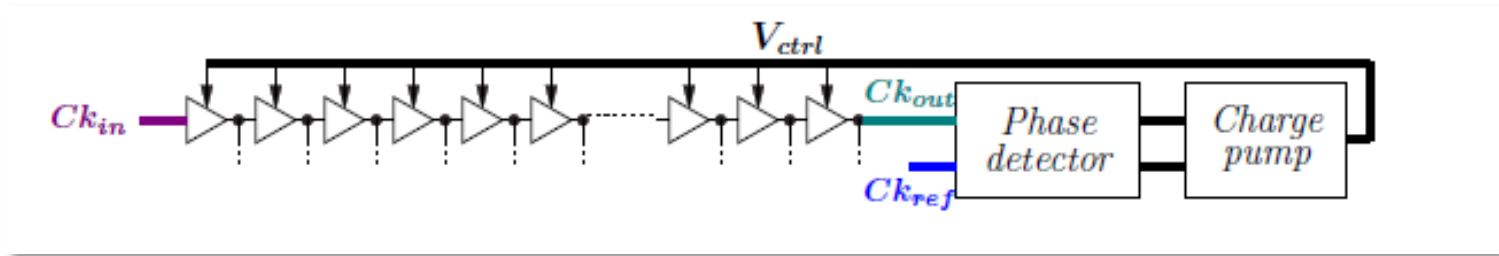 V_ctrl
Ck_in
Ck_out
Ck_ref
Phase
detector
Charge
pump